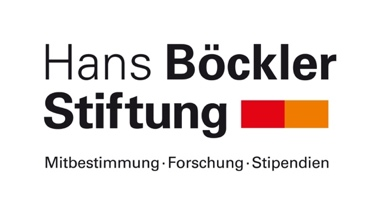 Hans Böckler
Stiftung
Mitbestimmung·Forschung·Stipendien